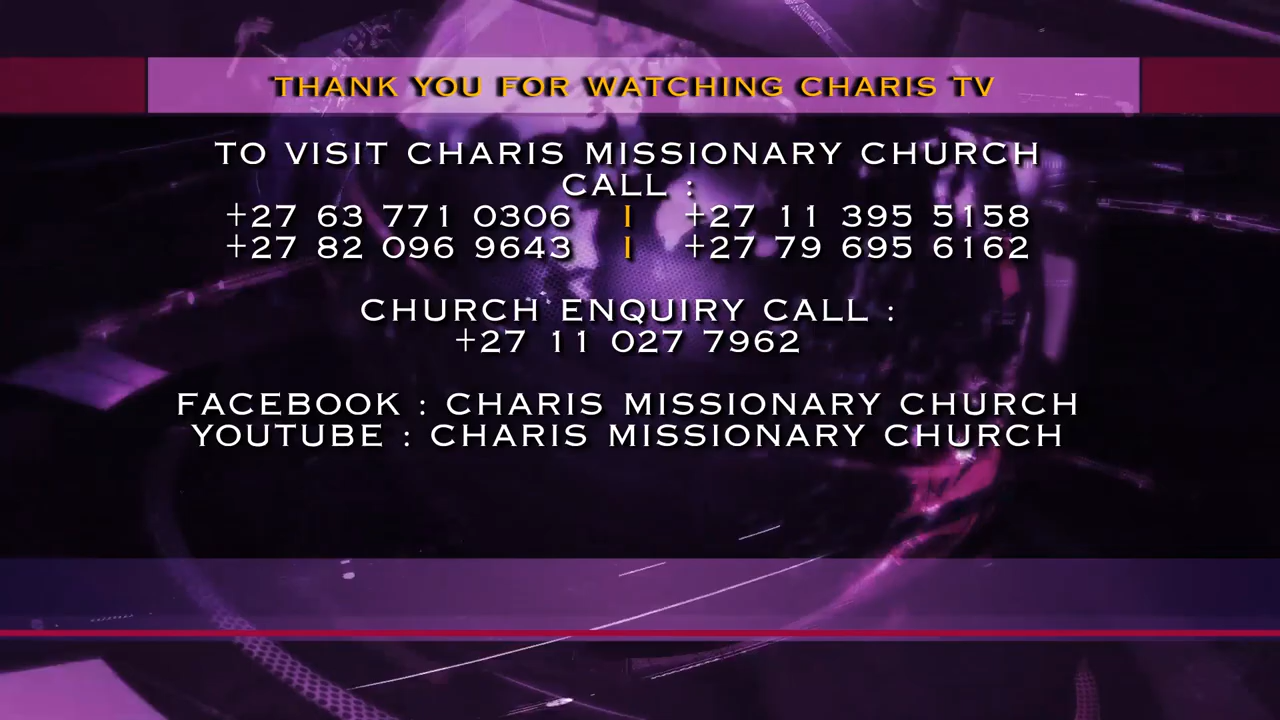 THANK YOU FOR WATCHING CHARIS TV
TO VISIT CHARIS MISSIONARY CHURCH
CALL :
+27 63 771 0306 I +27 11 395 5158
+27 82 096 9643 I +27 79 695 6162
CHURCH ENQUIRY CALL :
+27 11 027 7962
FACEBOOK : CHARIS MISSIONARY CHURCH
YOUTUBE : CHARIS MISSIONARY CHURCH